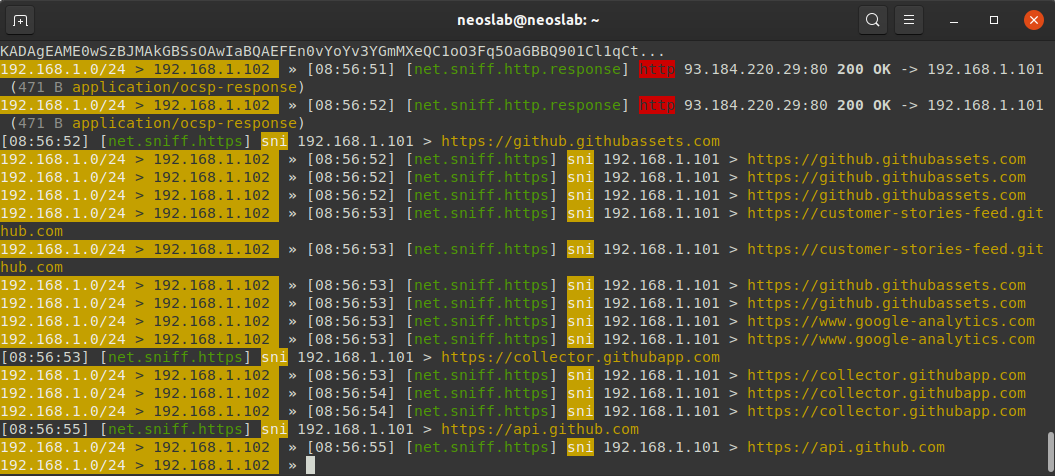 neoslab@neoslab: ~
KADAgEAME0wSzBJMAkGBSsOAwIaBQAEFEn0vYoYv3YGmMXeQC1oO3Fq5OaGBBQ901Cl1qCt...
192.168.1.0/24 > 192.168.1.102  » [08:56:51] [net.sniff.http.response] http 93.184.220.29:80 200 OK -> 192.168.1.101
(471 B application/ocsp-response)
192.168.1.0/24 > 192.168.1.102  » [08:56:52] [net.sniff.http.response] http 93.184.220.29:80 200 OK -> 192.168.1.101
(471 B application/ocsp-response)
[08:56:52] [net.sniff.https] sni 192.168.1.101 > https://github.githubassets.com
192.168.1.0/24 > 192.168.1.102  » [08:56:52] [net.sniff.https] sni 192.168.1.101 > https://github.githubassets.com
192.168.1.0/24 > 192.168.1.102  » [08:56:52] [net.sniff.https] sni 192.168.1.101 > https://github.githubassets.com
192.168.1.0/24 > 192.168.1.102  » [08:56:52] [net.sniff.https] sni 192.168.1.101 > https://github.githubassets.com
192.168.1.0/24 > 192.168.1.102  » [08:56:53] [net.sniff.https] sni 192.168.1.101 > https://customer-stories-feed.git
hub.com
192.168.1.0/24 > 192.168.1.102  » [08:56:53] [net.sniff.https] sni 192.168.1.101 > https://customer-stories-feed.git
hub.com
192.168.1.0/24 > 192.168.1.102  » [08:56:53] [net.sniff.https] sni 192.168.1.101 > https://github.githubassets.com
192.168.1.0/24 > 192.168.1.102  » [08:56:53] [net.sniff.https] sni 192.168.1.101 > https://github.githubassets.com
192.168.1.0/24 > 192.168.1.102  » [08:56:53] [net.sniff.https] sni 192.168.1.101 > https://www.google-analytics.com
192.168.1.0/24 > 192.168.1.102  » [08:56:53] [net.sniff.https] sni 192.168.1.101 > https://www.google-analytics.com
[08:56:53] [net.sniff.https] sni 192.168.1.101 > https://collector.githubapp.com
192.168.1.0/24 > 192.168.1.102  » [08:56:53] [net.sniff.https] sni 192.168.1.101 > https://collector.githubapp.com
192.168.1.0/24 > 192.168.1.102  » [08:56:54] [net.sniff.https] sni 192.168.1.101 > https://collector.githubapp.com
192.168.1.0/24 > 192.168.1.102  » [08:56:54] [net.sniff.https] sni 192.168.1.101 > https://collector.githubapp.com
[08:56:55] [net.sniff.https] sni 192.168.1.101 > https://api.github.com
192.168.1.0/24 > 192.168.1.102  » [08:56:55] [net.sniff.https] sni 192.168.1.101 > https://api.github.com
192.168.1.0/24 > 192.168.1.102  »